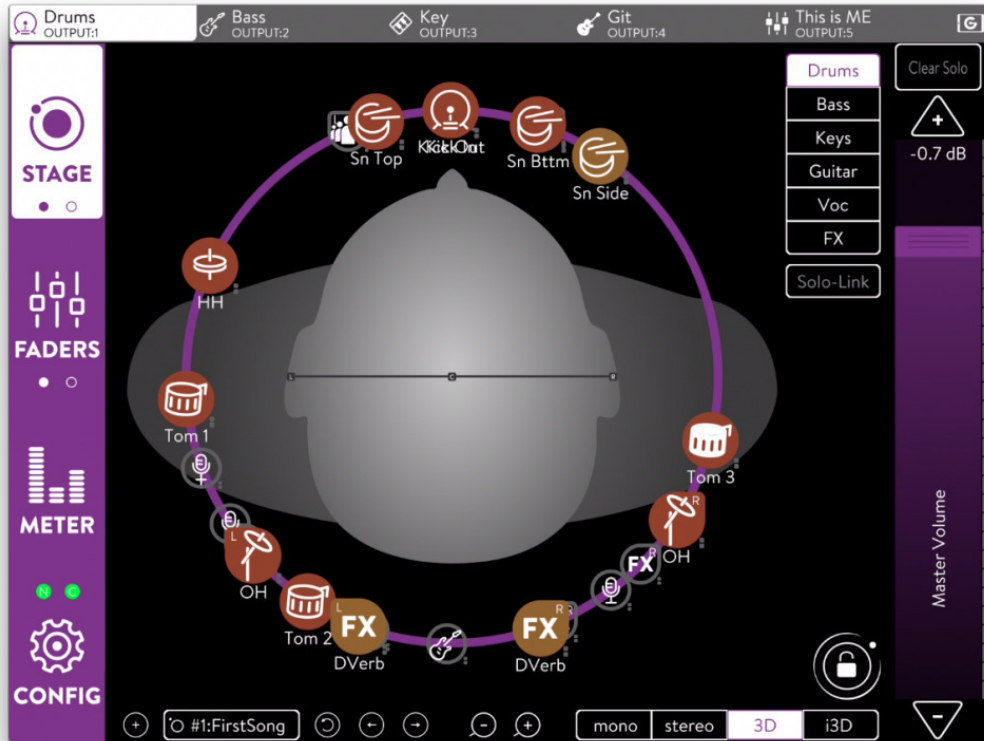 Drums
OUTPUT:1
Bass
OUTPUT:2
Key
OUTPUT:3
Git
OUTPUT:4
This is ME
OUTPUT:5
G
STAGE
FADERS
METER
N C
CONFIG
Drums
Bass
Keys
Guitar
Voc
FX
Solo-Link
Clear Solo
+
-0.7 dB
Master Volume
-
Sn Top
Sn Bttm
Sn Side
HH
L C R
Tom 1
Tom 3
L
OH
R
OH
FX R
Tom 2
L
FX
DVerb
R
FX
DVerb
R
+
#1:FirstSong
←
→
-
+
mono
stereo
3D
i3D